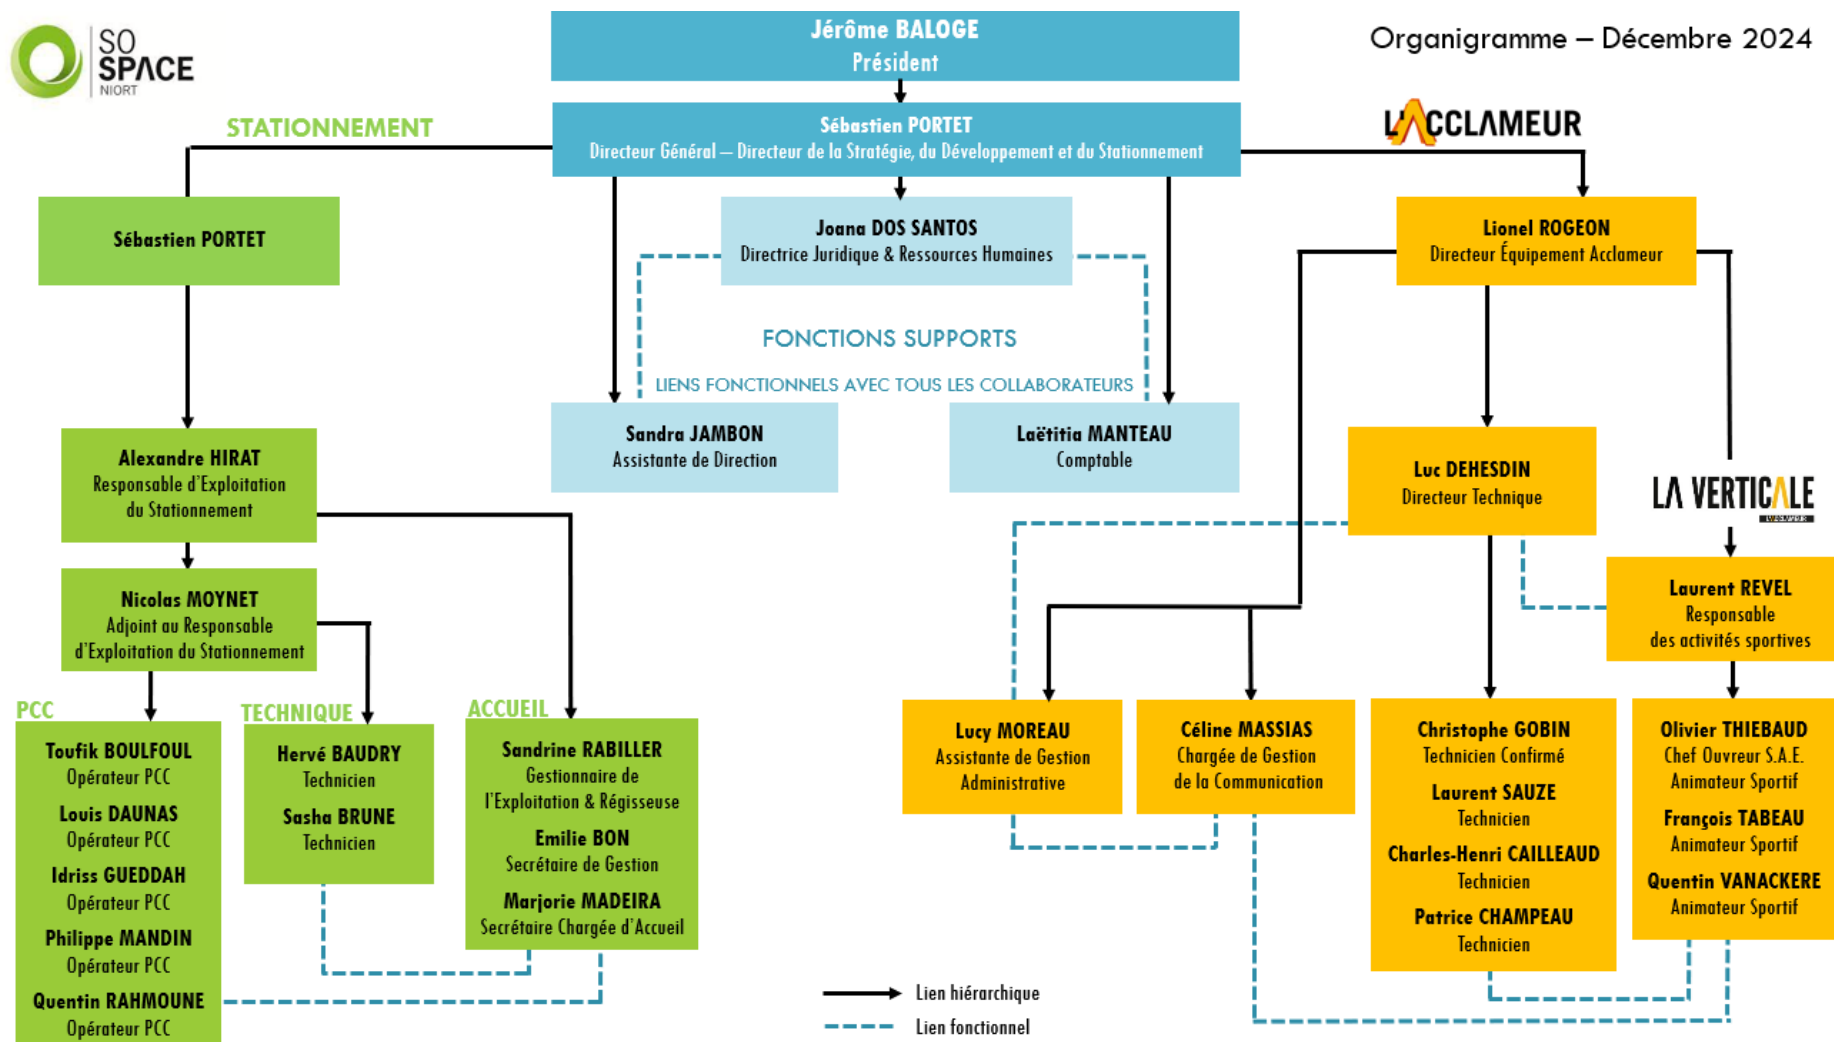 SO
SPACE
NIORT
Jérôme BALOGE
Président
Organigramme – Décembre 2024
STATIONNEMENT
Sébastien PORTET
Directeur Général – Directeur de la Stratégie, du Développement et du Stationnement
L'ACCLAMEUR
Sébastien PORTET
Joana DOS SANTOS
Directrice Juridique & Ressources Humaines
Lionel ROGEON
Directeur Équipement Acclameur
FONCTIONS SUPPORTS
LIENS FONCTIONNELS AVEC TOUS LES COLLABORATEURS
Sandra JAMBON
Assistante de Direction
Laëtitia MANTEAU
Comptable
Alexandre HIRAT
Responsable d'Exploitation
du Stationnement
Luc DEHESDIN
Directeur Technique
LA VERTICALE
Nicolas MOYNET
Adjoint au Responsable
d'Exploitation du Stationnement
Laurent REVEL
Responsable
des activités sportives
PCC
Toufik BOULFOUL
Opérateur PCC
Louis DAUNAS
Opérateur PCC
Idriss GUEDDAH
Opérateur PCC
Philippe MANDIN
Opérateur PCC
Quentin RAHMOUNE
Opérateur PCC
TECHNIQUE
Hervé BAUDRY
Technicien
Sasha BRUNE
Technicien
ACCUEIL
Sandrine RABILLER
Gestionnaire de
l'Exploitation & Régisseuse
Emilie BON
Secrétaire de Gestion
Marjorie MADEIRA
Secrétaire Chargée d'Accueil
Lucy MOREAU
Assistante de Gestion
Administrative
Céline MASSIAS
Chargée de Gestion
de la Communication
Christophe GOBIN
Technicien Confirmé
Laurent SAUZE
Technicien
Charles-Henri CAILLEAUD
Technicien
Patrice CHAMPEAU
Technicien
Olivier THIEBAUD
Chef Ouvreur S.A.E.
Animateur Sportif
François TABEAU
Animateur Sportif
Quentin VANACKERE
Animateur Sportif
Lien hiérarchique
Lien fonctionnel